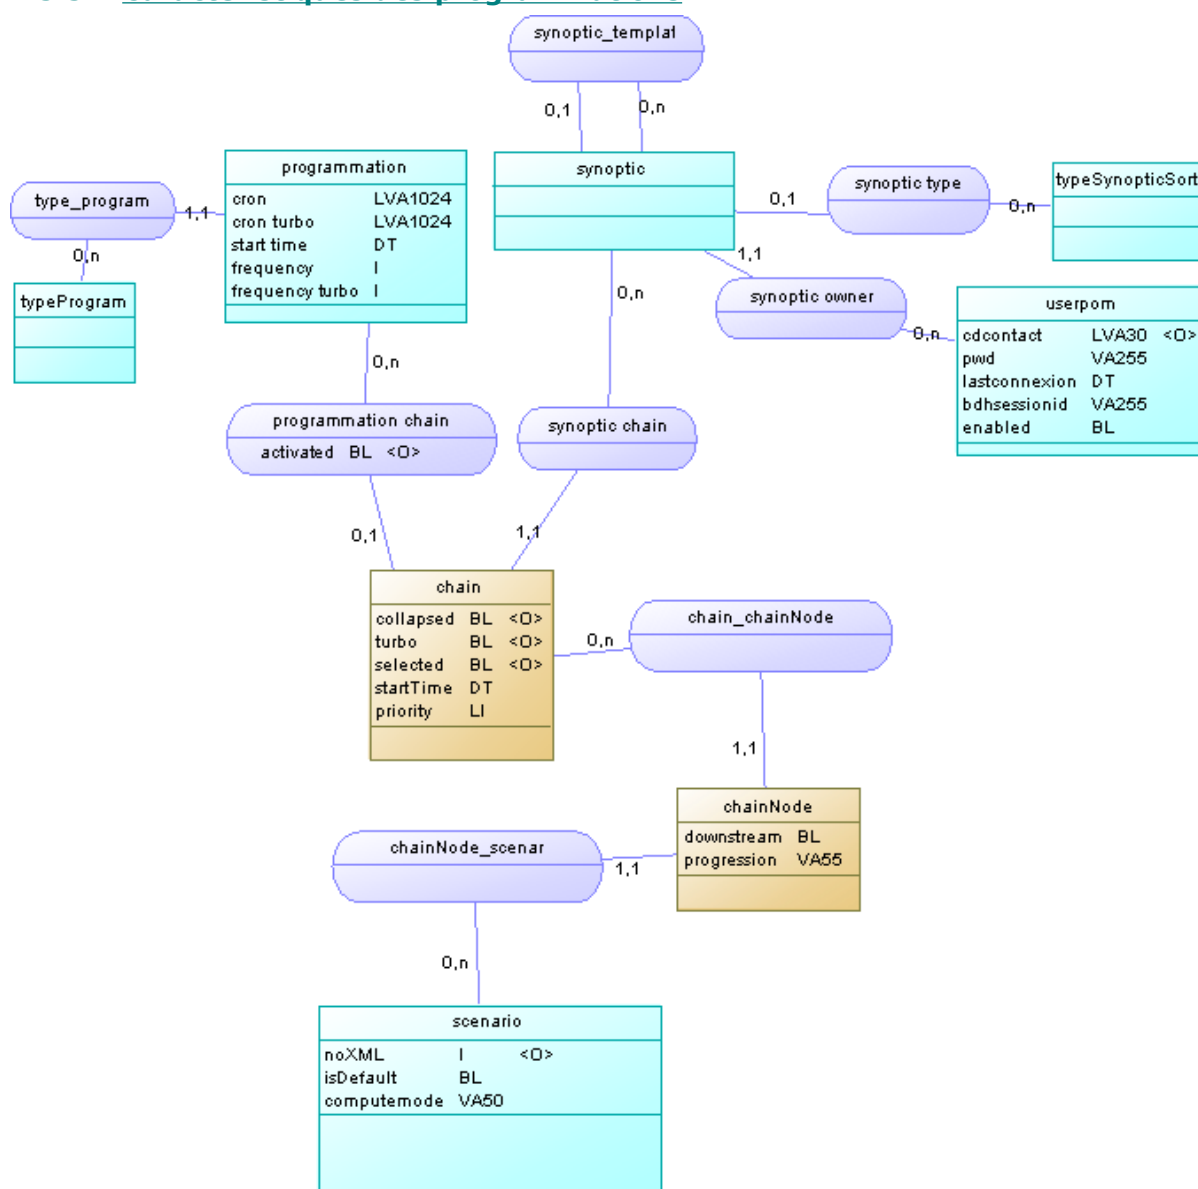 synoptic_templat
0,1
0,n
programmation
cron LVA1024
cron turbo LVA1024
start time DT
frequency I
frequency turbo I
synoptic
type_program
1,1
0,n
typeProgram
0,1
synoptic type
0,n
typeSynopticSort
1,1
synoptic owner
0,n
userpom
cdcontact LVA30 <O>
pwd VA255
lastconnexion DT
bdhsessionid VA255
enabled BL
0,n
0,n
programmation chain
activated BL <O>
synoptic chain
0,1
1,1
chain
collapsed BL <O>
turbo BL <O>
selected BL <O>
startTime DT
priority LI
0,n
chain_chainNode
1,1
chainNode
downstream BL
progression VA55
chainNode_scenar
1,1
0,n
scenario
noXML I <O>
isDefault BL
computemode VA50